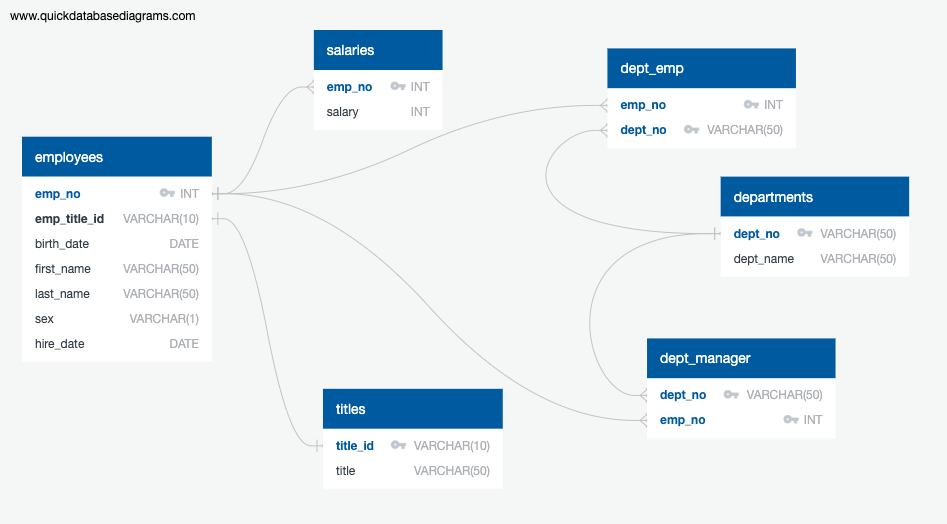 www.quickdatabasediagrams.com
salaries
emp_no INT
salary INT
dept_emp
emp_no INT
dept_no VARCHAR(50)
employees
emp_no INT
emp_title_id VARCHAR(10)
birth_date DATE
first_name VARCHAR(50)
last_name VARCHAR(50)
sex VARCHAR(1)
hire_date DATE
departments
dept_no VARCHAR(50)
dept_name VARCHAR(50)
titles
title_id VARCHAR(10)
title VARCHAR(50)
dept_manager
dept_no VARCHAR(50)
emp_no INT